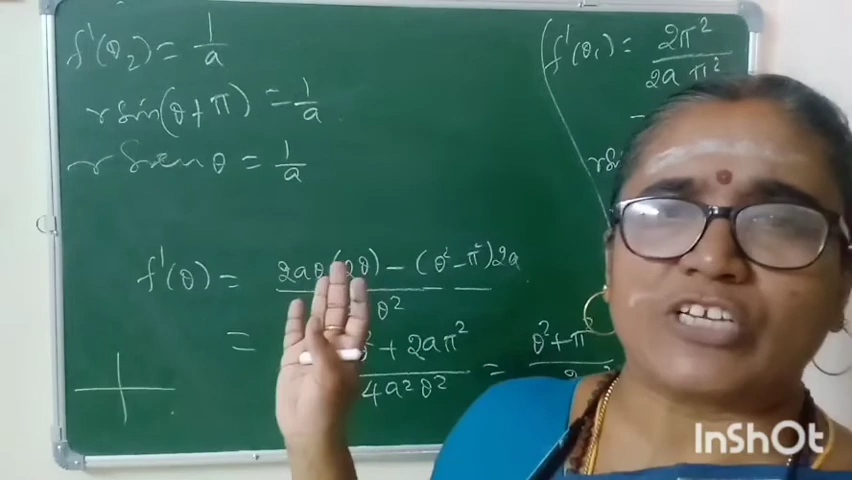 f'(θ₂) = 1/a
r sin(θ+π) = -1/a
r Sin θ = 1/a
f'(θ₁) = 2π²/2aπ²
f'(θ) = 2aθ(2θ) - (θ² - π²)2a / θ²
= + 2aπ² / 4a²θ² = θ² + π²
InShOt